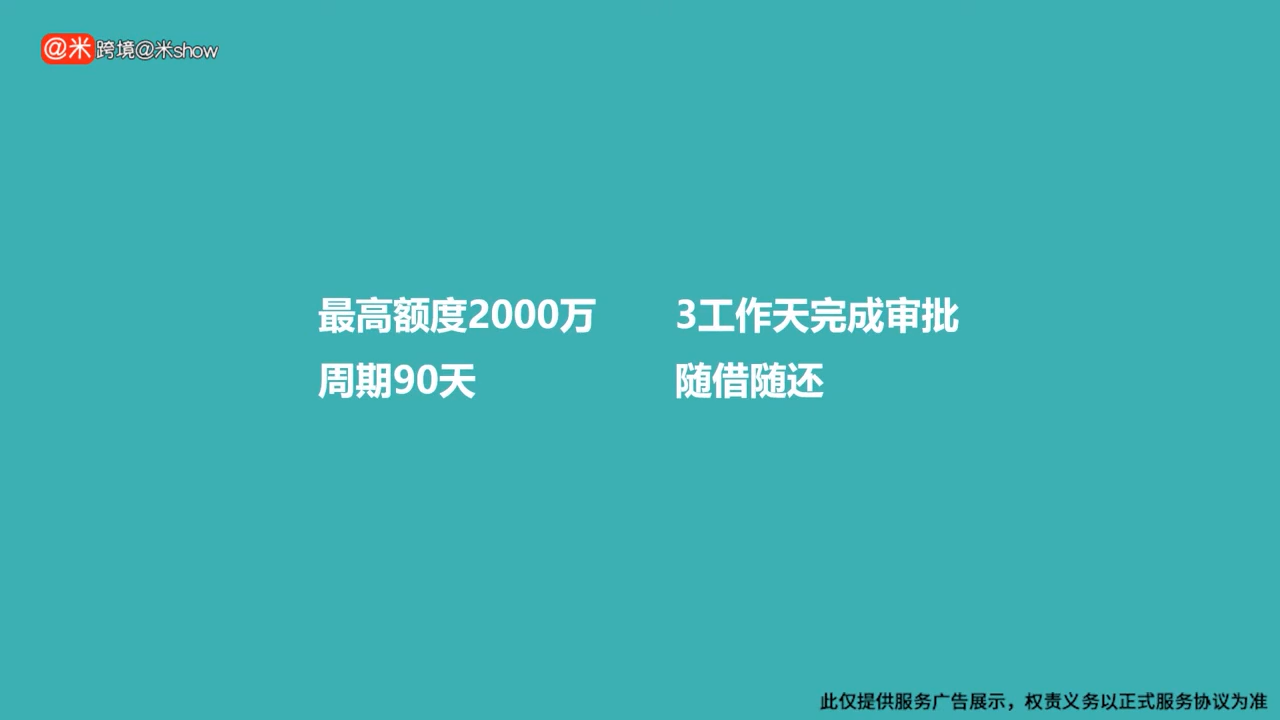 @米 跨境@米show
最高额度2000万 3工作天完成审批
周期90天 随借随还
此仅提供服务广告展示，权责义务以正式服务协议为准